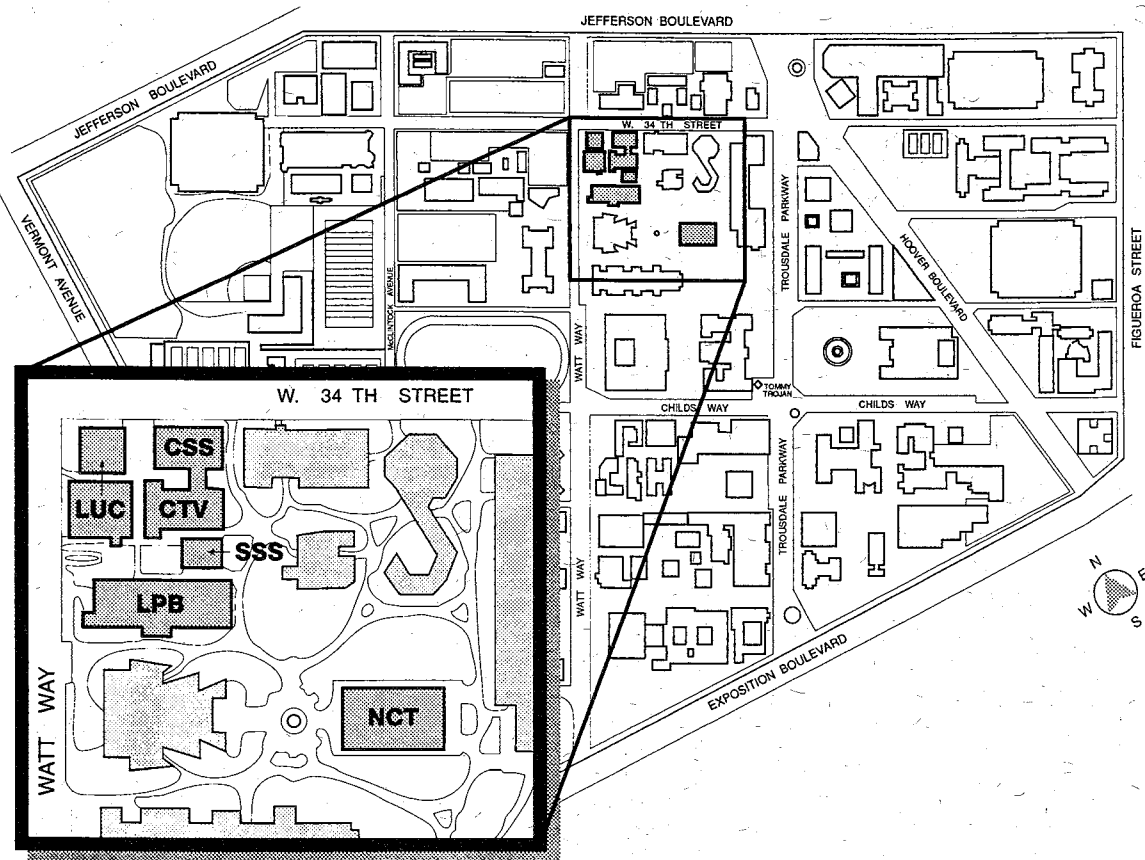 JEFFERSON BOULEVARD
JEFFERSON BOULEVARD
W. 34 TH STREET
VERMONT AVENUE
McCLINTOCK AVENUE
TROUSDALE PARKWAY
HOOVER BOULEVARD
FIGUEROA STREET
WATT WAY
TOMMY
TROJAN
CHILDS WAY
CHILDS WAY
TROUSDALE PARKWAY
WATT WAY
EXPOSITION BOULEVARD
N
E
W
S
W. 34 TH STREET
CSS
LUC
CTV
SSS
LPB
NCT
WATT WAY